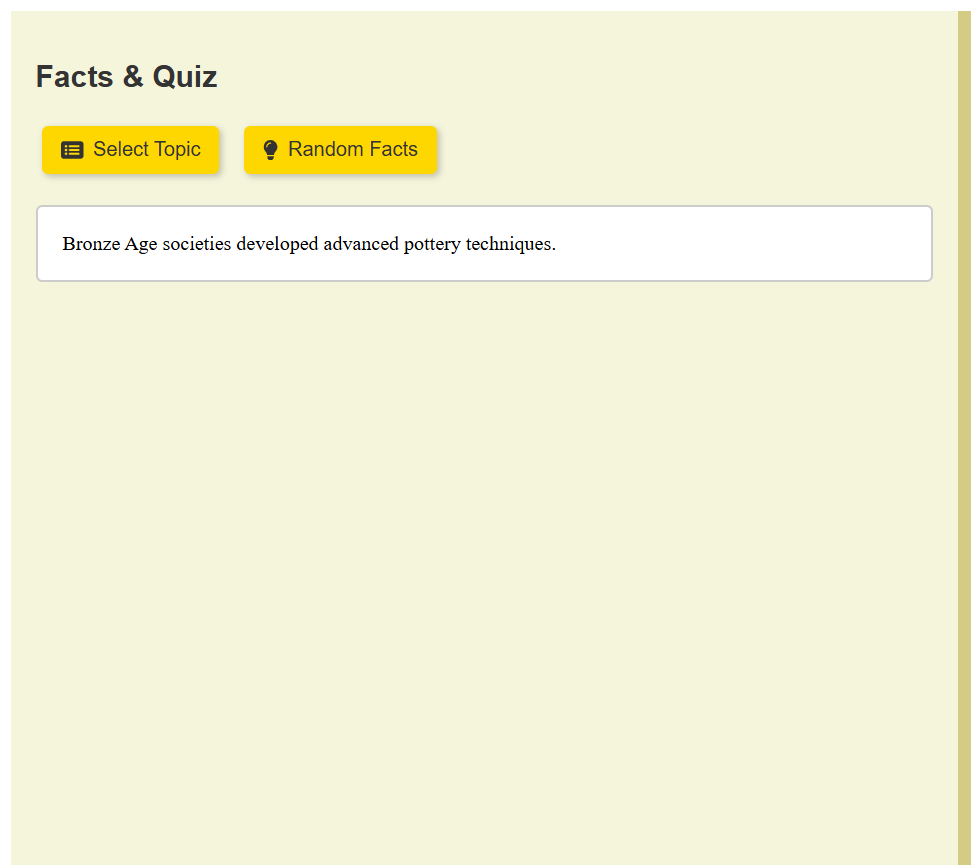 Facts & Quiz
Select Topic
Random Facts
Bronze Age societies developed advanced pottery techniques.